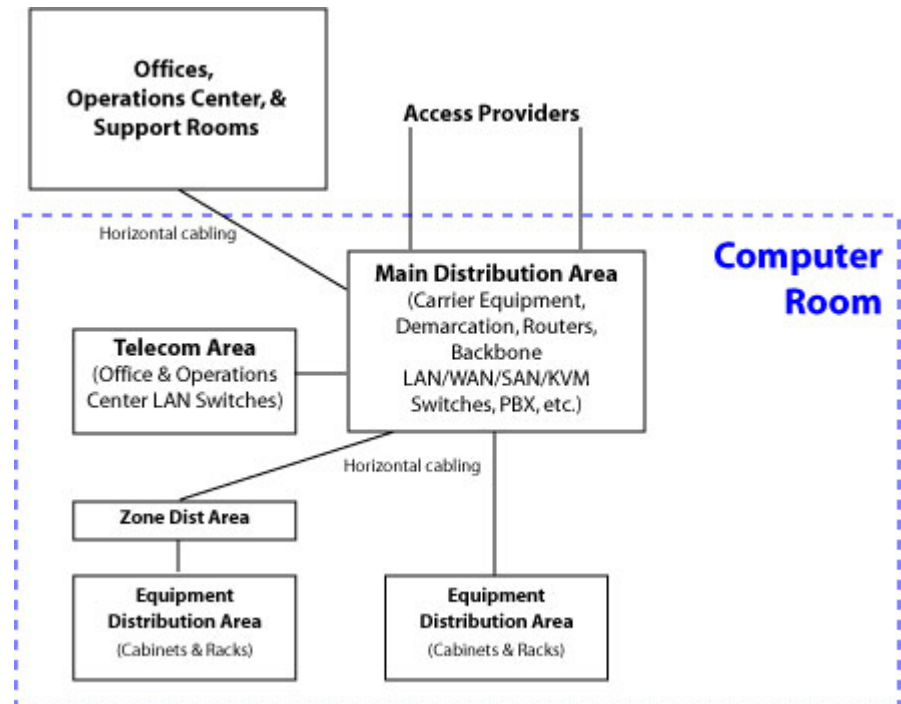 Offices,
Operations Center, &
Support Rooms
Access Providers
Horizontal cabling
Computer
Room
Main Distribution Area
(Carrier Equipment,
Demarcation, Routers,
Backbone
LAN/WAN/SAN/KVM
Switches, PBX, etc.)
Telecom Area
(Office & Operations
Center LAN Switches)
Horizontal cabling
Zone Dist Area
Equipment
Distribution Area
(Cabinets & Racks)
Equipment
Distribution Area
(Cabinets & Racks)